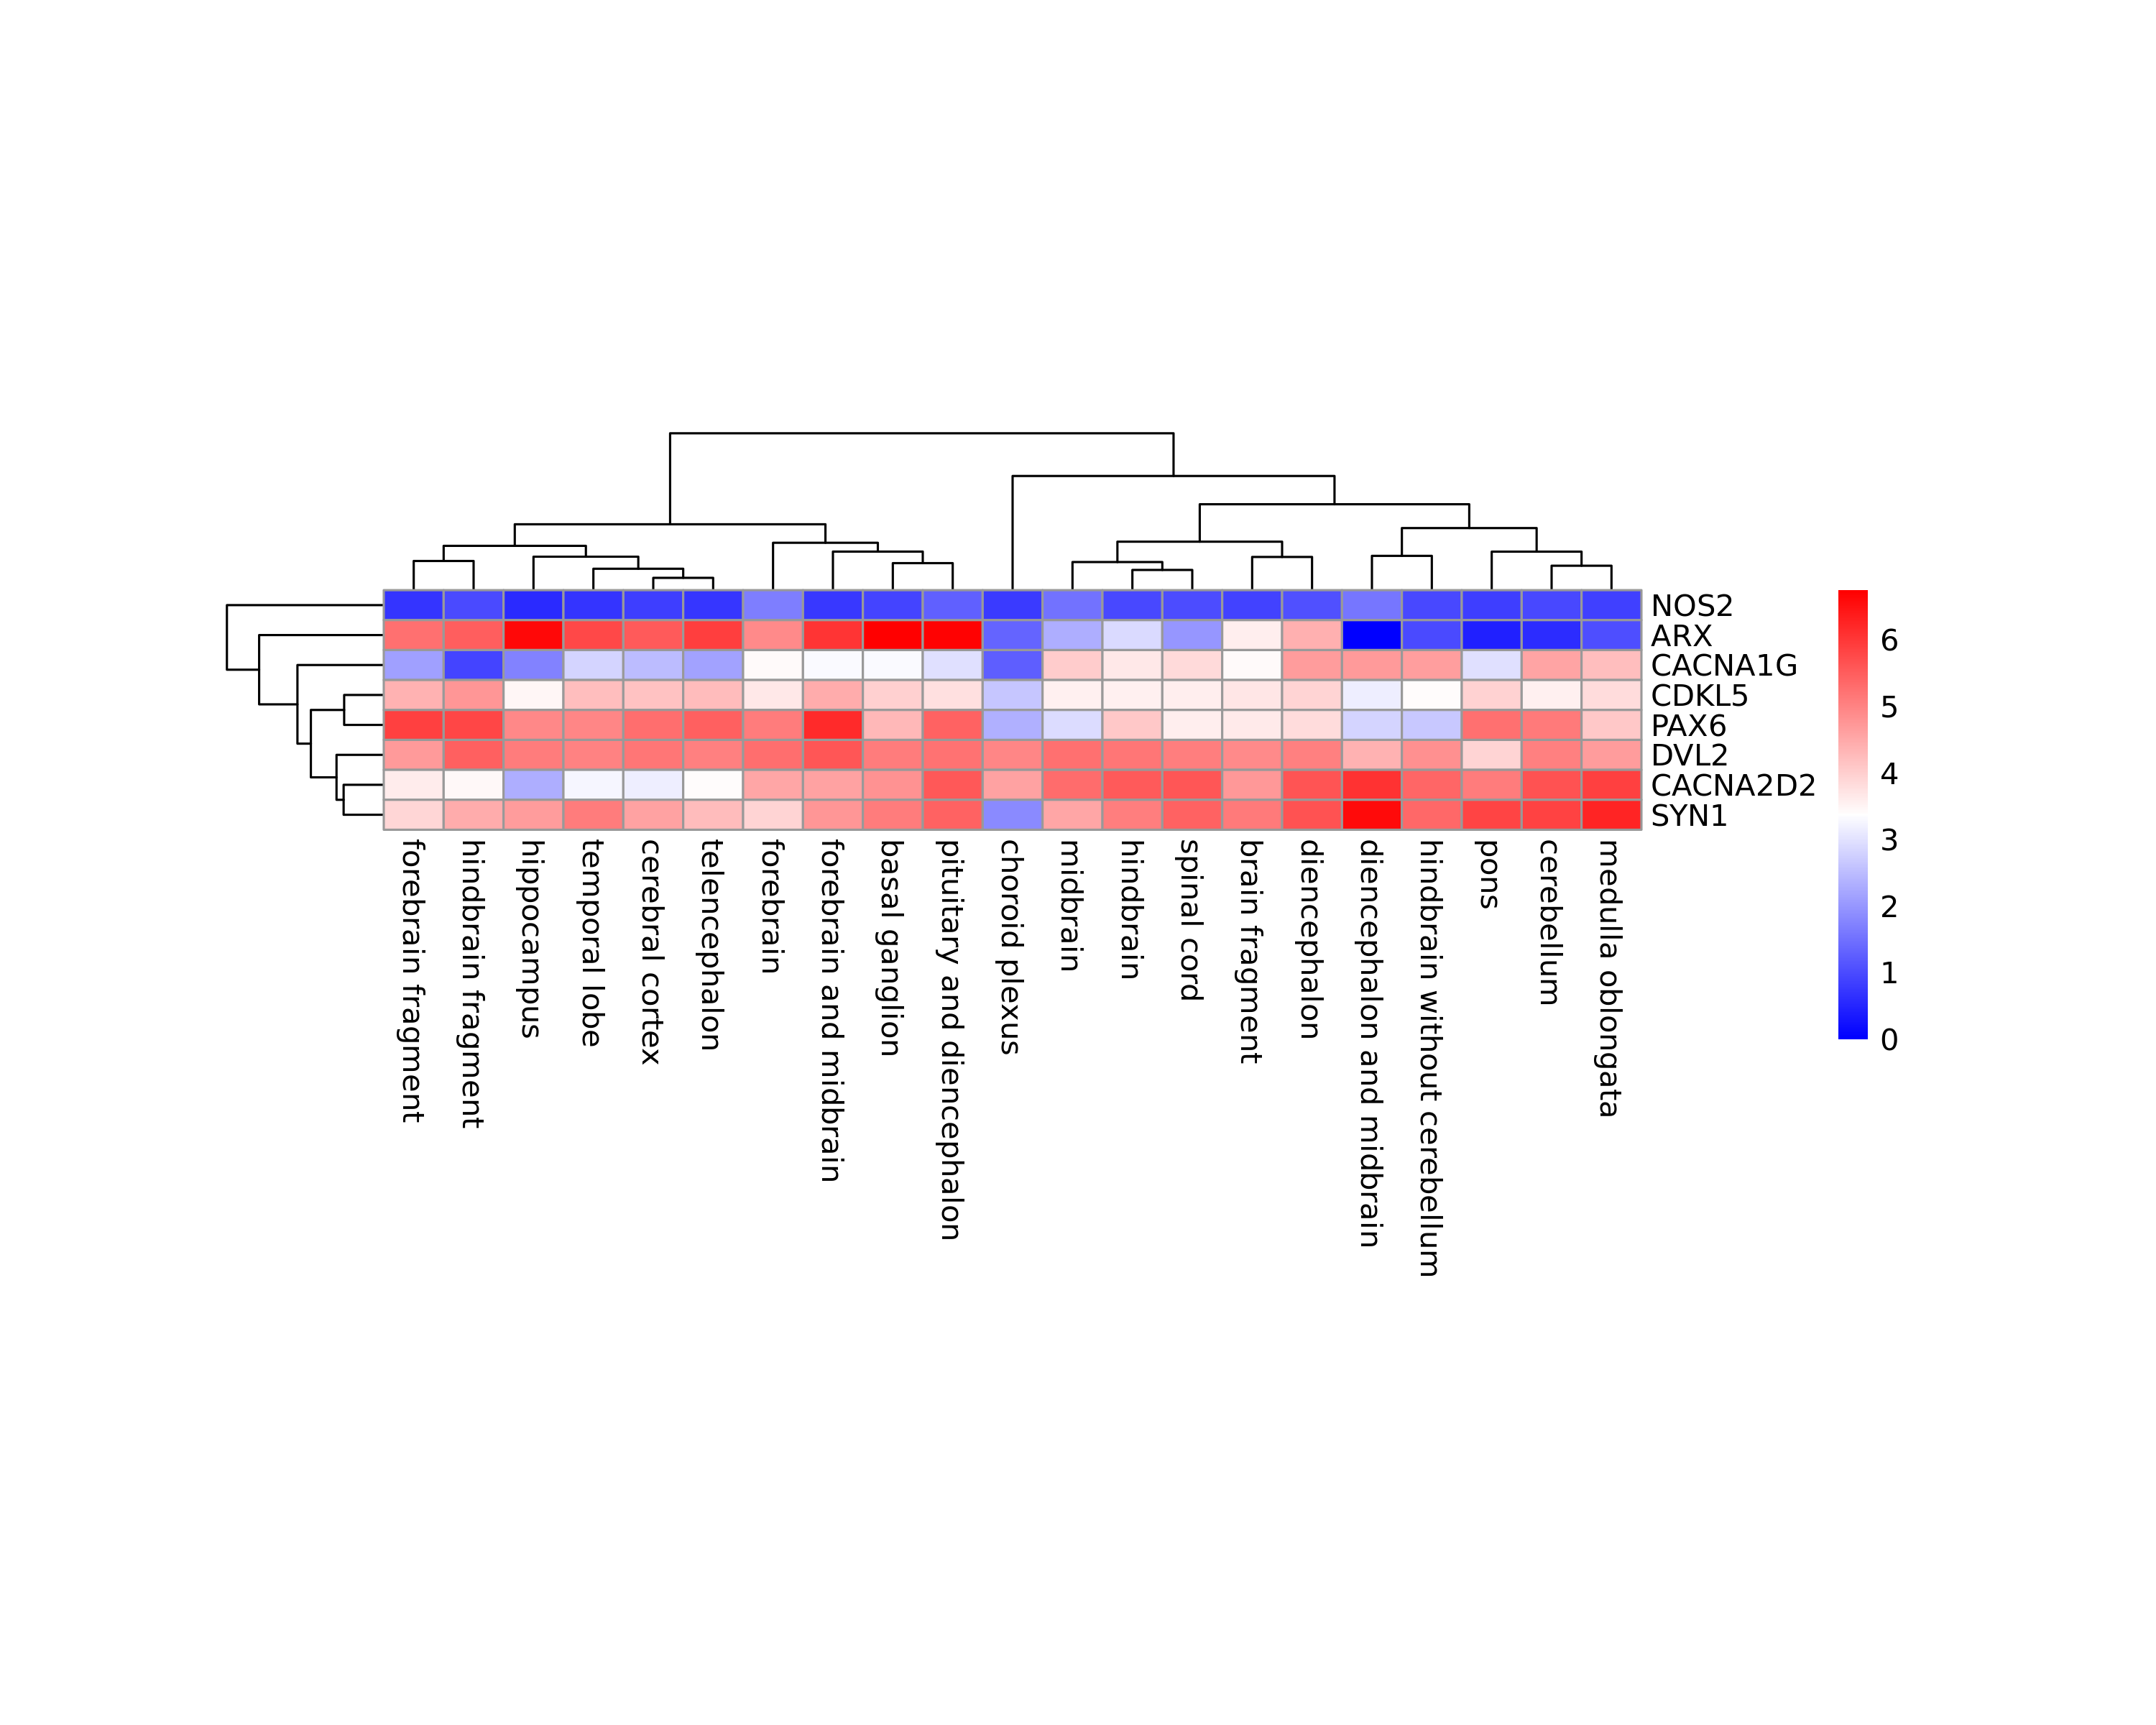 NOS2
ARX
CACNA1G
CDKL5
PAX6
DVL2
CACNA2D2
SYN1
forebrain fragment
hindbrain fragment
hippocampus
temporal lobe
cerebral cortex
telencephalon
forebrain
forebrain and midbrain
basal ganglion
pituitary and diencephalon
choroid plexus
midbrain
hindbrain
spinal cord
brain fragment
diencephalon
diencephalon and midbrain
hindbrain without cerebellum
pons
cerebellum
medulla oblongata
6
5
4
3
2
1
0